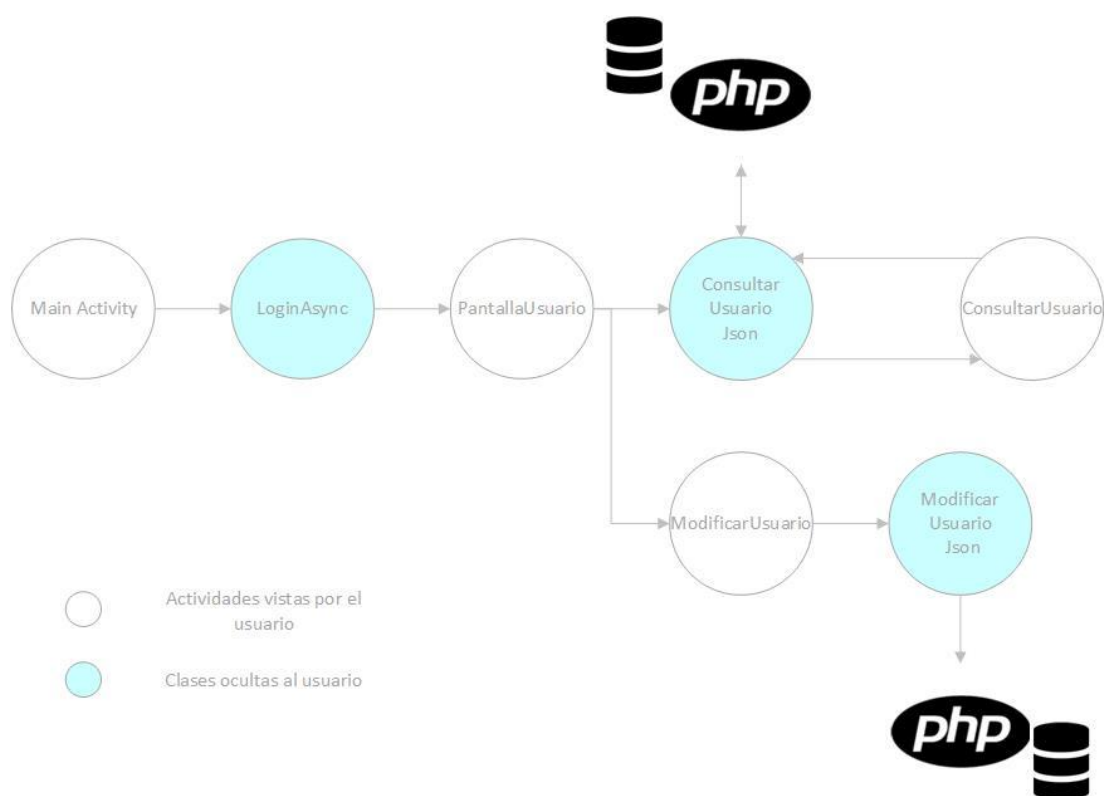 php
Main Activity
LoginAsync
PantallaUsuario
Consultar
Usuario
Json
ConsultarUsuario
ModificarUsuario
Modificar
Usuario
Json
Actividades vistas por el
usuario
Clases ocultas al usuario
php